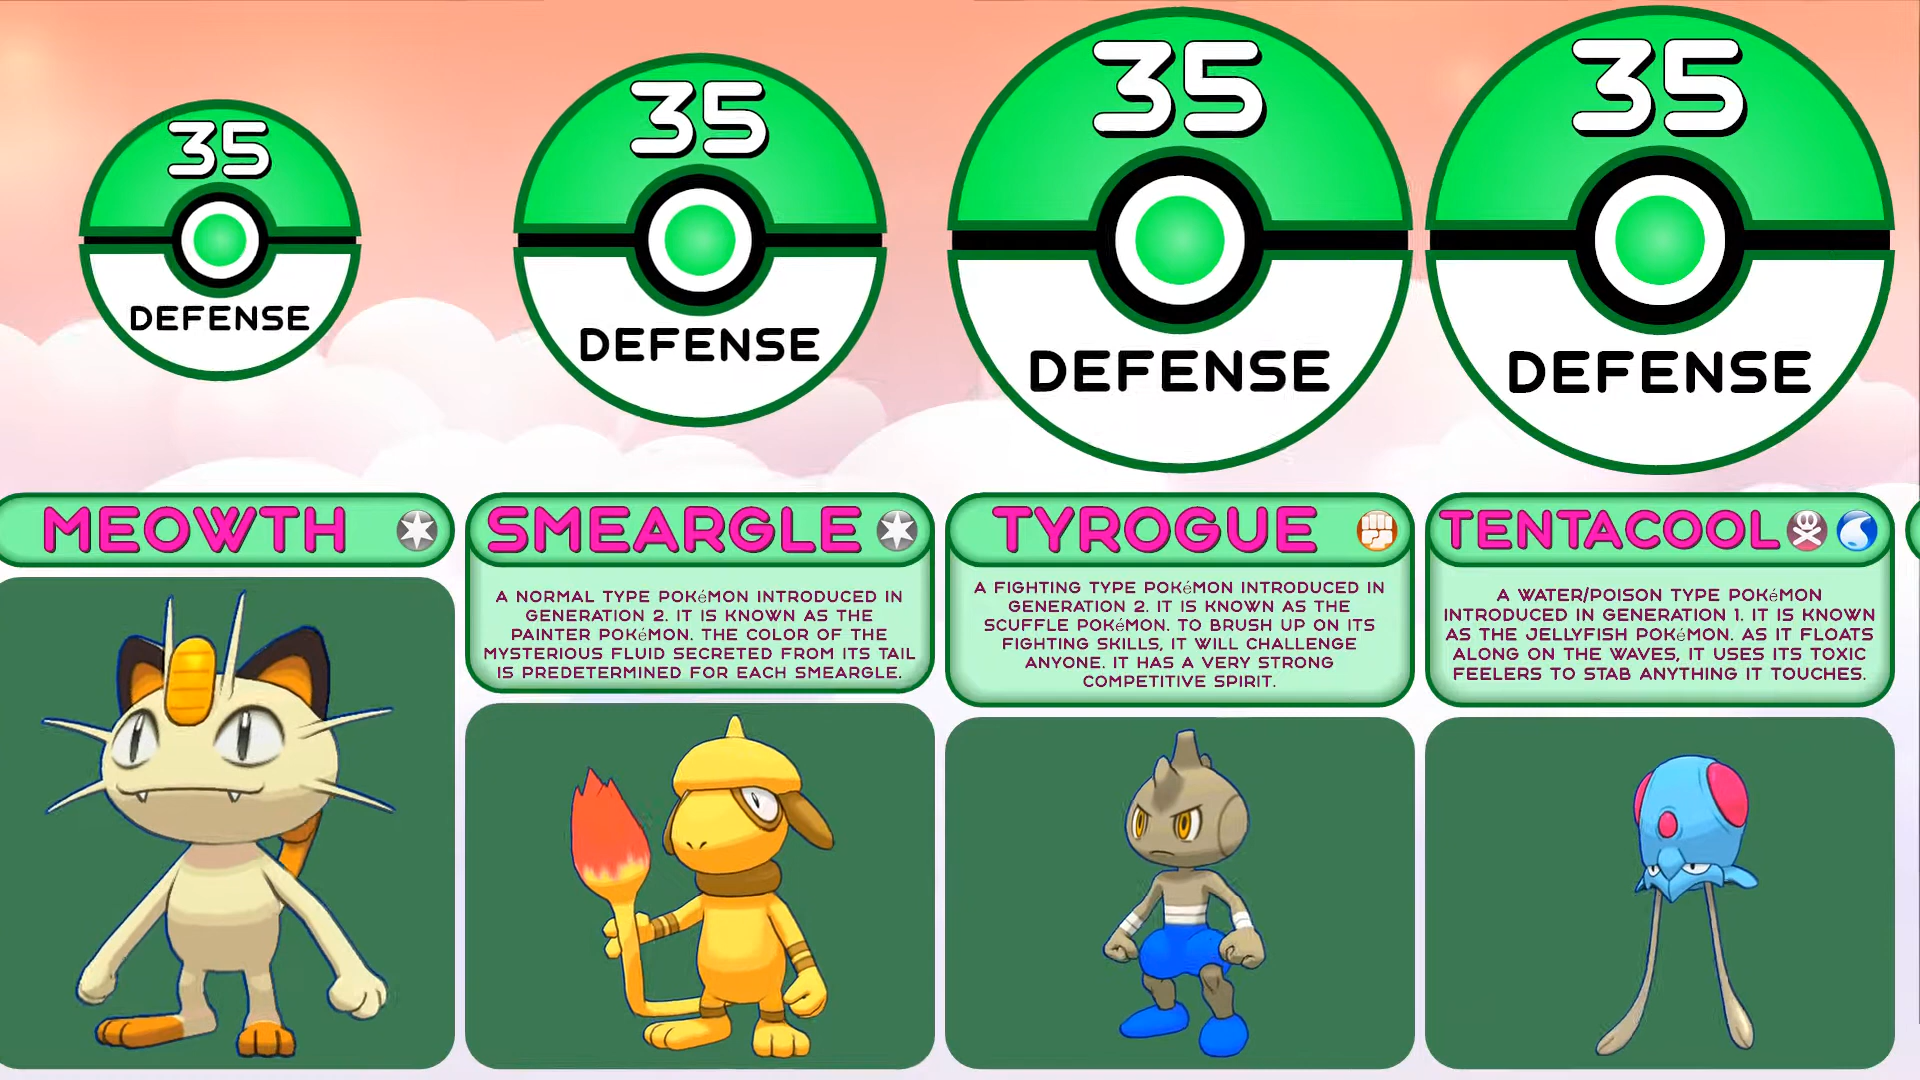 35
DEFENSE
35
DEFENSE
35
DEFENSE
35
DEFENSE
MEOWTH
SMEARGLE
A NORMAL TYPE POKéMON INTRODUCED IN
GENERATION 2. IT IS KNOWN AS THE
PAINTER POKéMON. THE COLOR OF THE
MYSTERIOUS FLUID SECRETED FROM ITS TAIL
IS PREDETERMINED FOR EACH SMEARGLE.
TYROGUE
A FIGHTING TYPE POKéMON INTRODUCED IN
GENERATION 2. IT IS KNOWN AS THE
SCUFFLE POKéMON. TO BRUSH UP ON ITS
FIGHTING SKILLS, IT WILL CHALLENGE
ANYONE. IT HAS A VERY STRONG
COMPETITIVE SPIRIT.
TENTACOOL
A WATER/POISON TYPE POKéMON
INTRODUCED IN GENERATION 1. IT IS KNOWN
AS THE JELLYFISH POKéMON. AS IT FLOATS
ALONG ON THE WAVES, IT USES ITS TOXIC
FEELERS TO STAB ANYTHING IT TOUCHES.